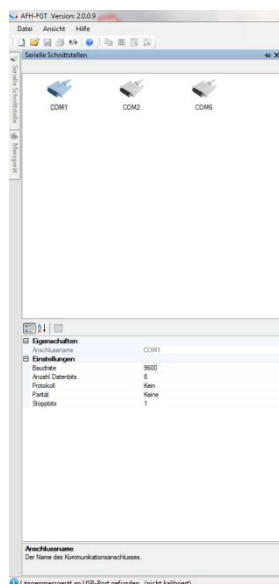 AFH-FGT Version: 2.0.0.9
Datei Ansicht Hilfe
Serielle Schnittstellen
Serielle Schnittstelle
Messgerät
COM1 COM2 COM6
Eigenschaften
Anschlussname COM1
Einstellungen
Baudrate 9600
Anzahl Datenbits 8
Protokoll Kein
Parität Keine
Stoppbits 1
Anschlussname
Der Name des Kommunikationsanschlusses.
Längenmessgerät an USB-Port gefunden. (nicht kalibriert)